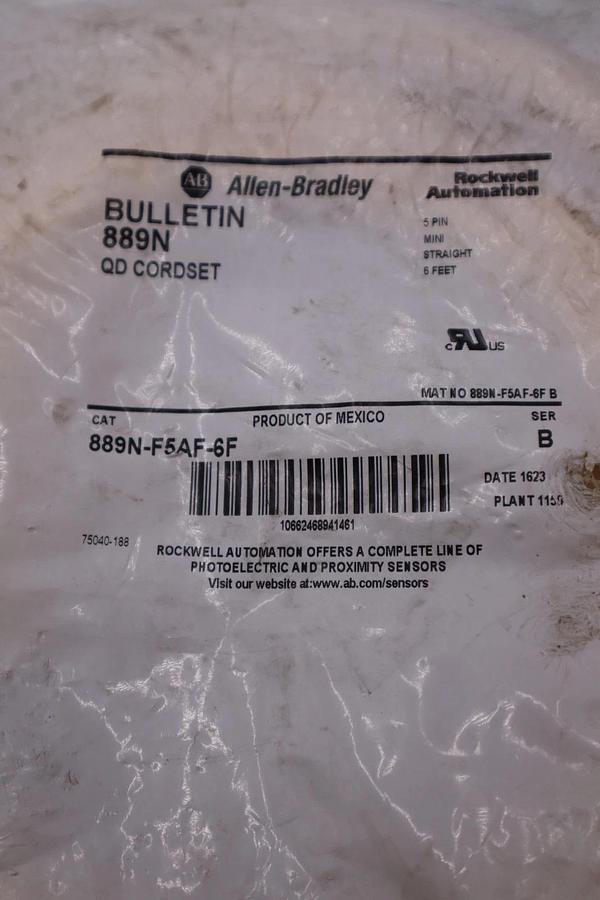 AB Allen-Bradley
Rockwell
Automation
BULLETIN
889N
QD CORDSET
5 PIN
MINI
STRAIGHT
6 FEET
c RU US
MAT NO 889N-F5AF-6F B
CAT
PRODUCT OF MEXICO
SER
889N-F5AF-6F
B
DATE 1623
PLANT 1159
10662468941461
75040-188
ROCKWELL AUTOMATION OFFERS A COMPLETE LINE OF
PHOTOELECTRIC AND PROXIMITY SENSORS
Visit our website at:www.ab.com/sensors